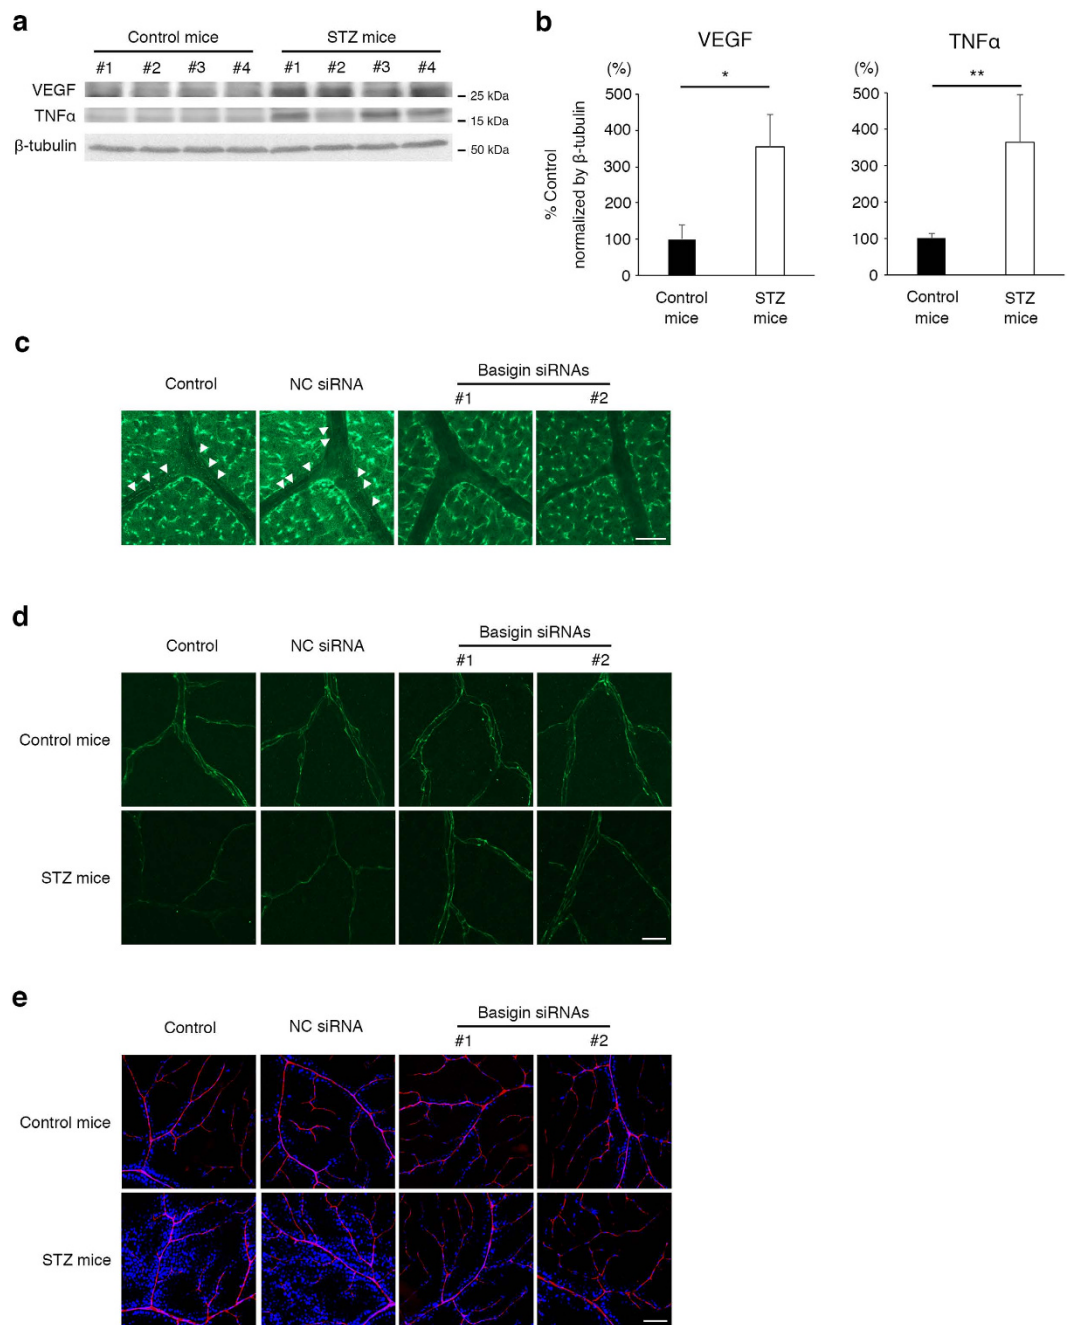 a
Control mice
STZ mice
#1 #2 #3 #4 #1 #2 #3 #4
VEGF
25 kDa
TNFα
15 kDa
β-tubulin
50 kDa
b
VEGF
(%)
*
% Control
normalized by β-tubulin
500
400
300
200
100
0
Control
mice
STZ
mice
TNFα
(%)
**
500
400
300
200
100
0
Control
mice
STZ
mice
c
Control
NC siRNA
Basigin siRNAs
#1 #2
d
Control
NC siRNA
Basigin siRNAs
#1 #2
Control mice
STZ mice
e
Control
NC siRNA
Basigin siRNAs
#1 #2
Control mice
STZ mice